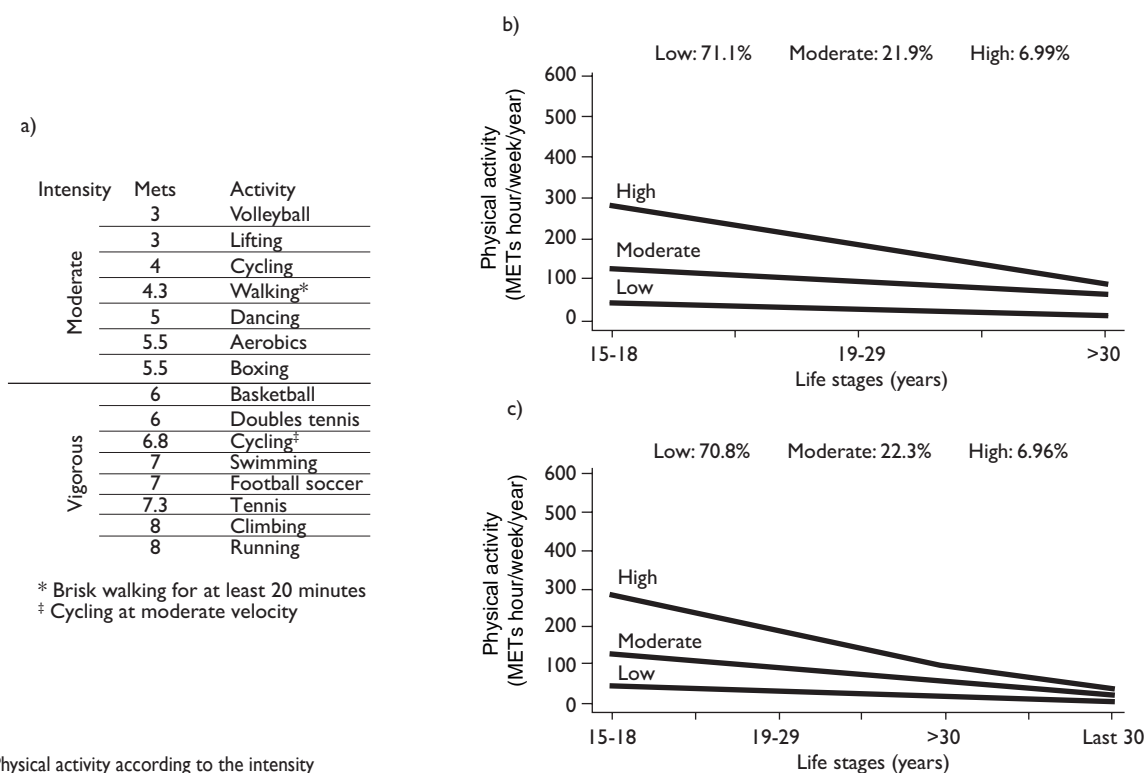 a)
Intensity Mets Activity
Moderate
3 Volleyball
3 Lifting
4 Cycling
4.3 Walking*
5 Dancing
5.5 Aerobics
5.5 Boxing
Vigorous
6 Basketball
6 Doubles tennis
6.8 Cycling‡
7 Swimming
7 Football soccer
7.3 Tennis
8 Climbing
8 Running
* Brisk walking for at least 20 minutes
‡ Cycling at moderate velocity
b)
Low: 71.1% Moderate: 21.9% High: 6.99%
Physical activity
(METs hour/week/year)
600
500
400
300
200
100
0
High
Moderate
Low
15-18 19-29 >30
Life stages (years)
c)
Low: 70.8% Moderate: 22.3% High: 6.96%
Physical activity
(METs hour/week/year)
600
500
400
300
200
100
0
High
Moderate
Low
15-18 19-29 >30 Last 30
Life stages (years)
hysical activity according to the intensity